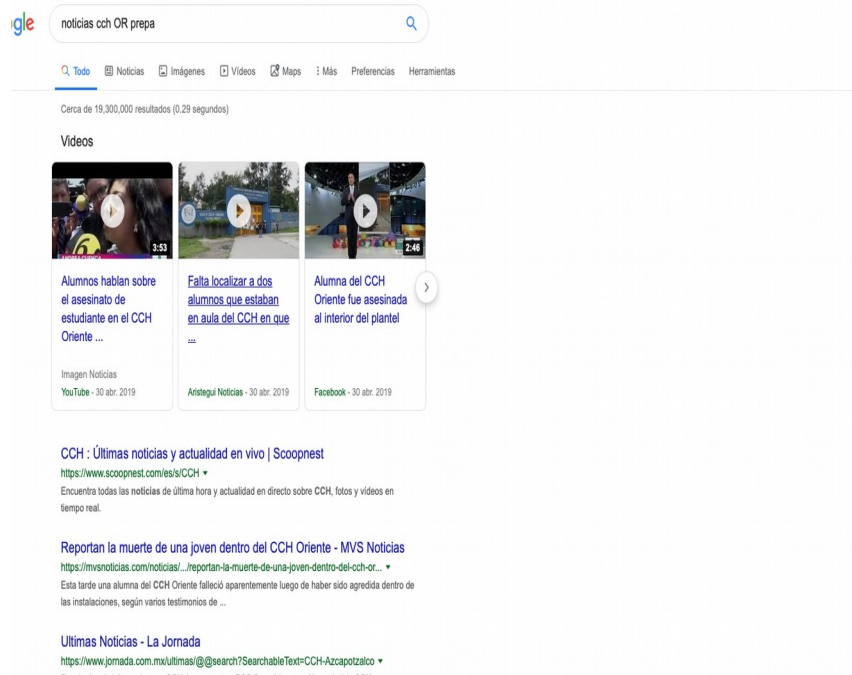 gle
noticias cch OR prepa
Todo Noticias Imágenes Vídeos Maps Más Preferencias Herramientas
Cerca de 19,300,000 resultados (0.29 segundos)
Videos
3:53
2:46
Alumnos hablan sobre
el asesinato de
estudiante en el CCH
Oriente ...
Imagen Noticias
YouTube - 30 abr. 2019
Falta localizar a dos
alumnos que estaban
en aula del CCH en que
...
Aristegui Noticias - 30 abr. 2019
Alumna del CCH
Oriente fue asesinada
al interior del plantel
Facebook - 30 abr. 2019
CCH : Últimas noticias y actualidad en vivo | Scoopnest
https://www.scoopnest.com/es/s/CCH
Encuentra todas las noticias de última hora y actualidad en directo sobre CCH, fotos y vídeos en
tiempo real.
Reportan la muerte de una joven dentro del CCH Oriente - MVS Noticias
https://mvsnoticias.com/noticias/.../reportan-la-muerte-de-una-joven-dentro-del-cch-or...
Esta tarde una alumna del CCH Oriente falleció aparentemente luego de haber sido agredida dentro de
las instalaciones, según varios testimonios de ...
Ultimas Noticias - La Jornada
https://www.jornada.com.mx/ultimas/@@search?SearchableText=CCH-Azcapotzalco